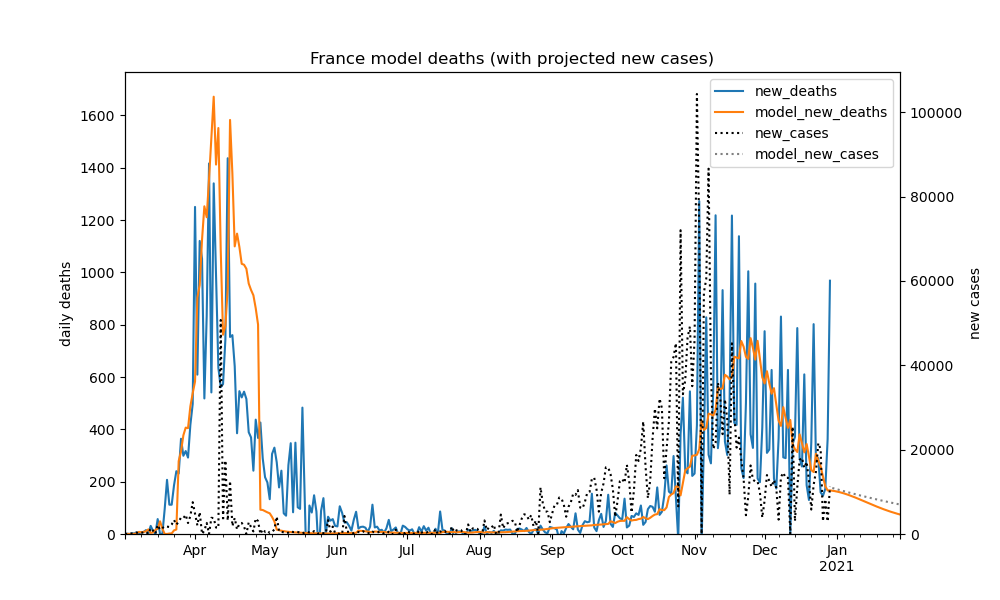 France model deaths (with projected new cases)
new_deaths
model_new_deaths
new_cases
model_new_cases
daily deaths
0
200
400
600
800
1000
1200
1400
1600
new cases
0
20000
40000
60000
80000
100000
Apr
May
Jun
Jul
Aug
Sep
Oct
Nov
Dec
Jan
2021